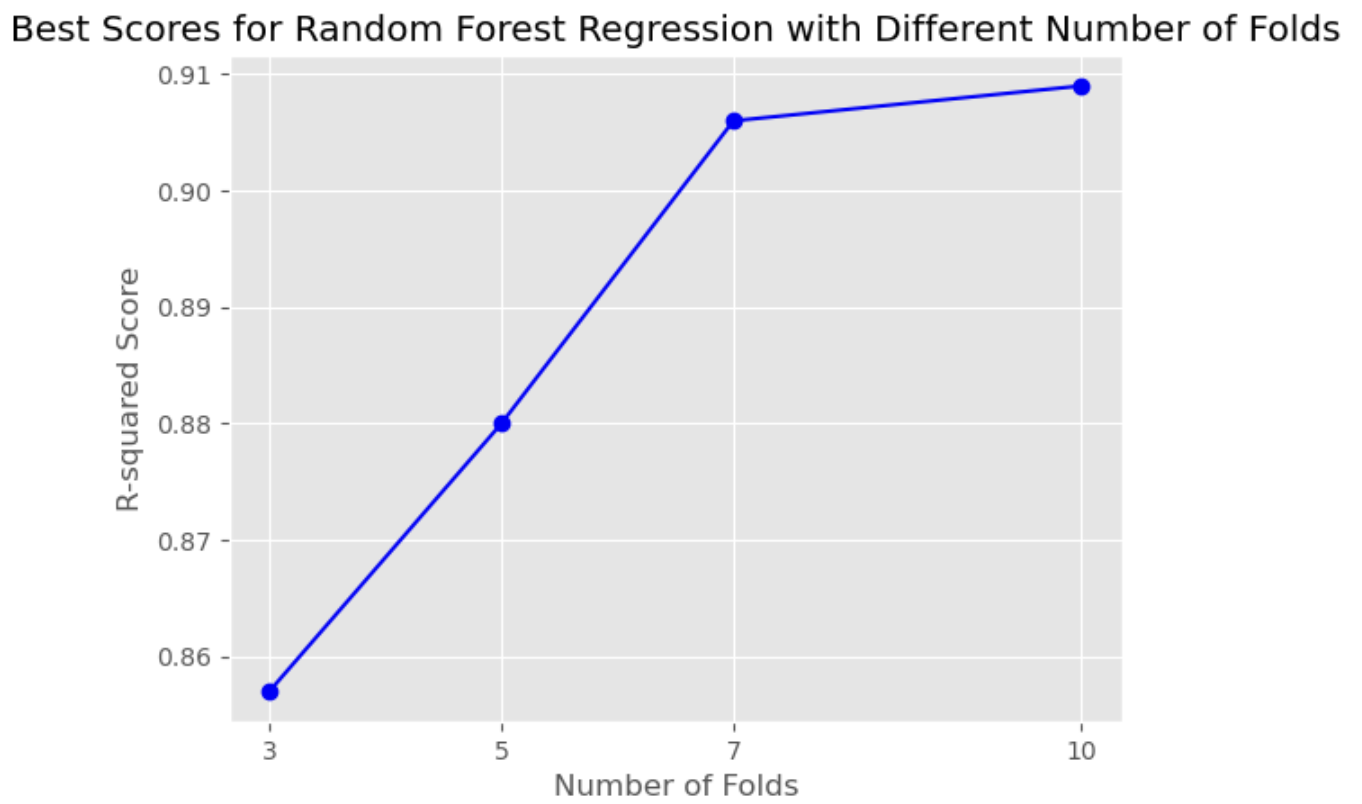 Best Scores for Random Forest Regression with Different Number of Folds
0.91
0.90
0.89
0.88
0.87
0.86
R-squared Score
3 5 7 10
Number of Folds